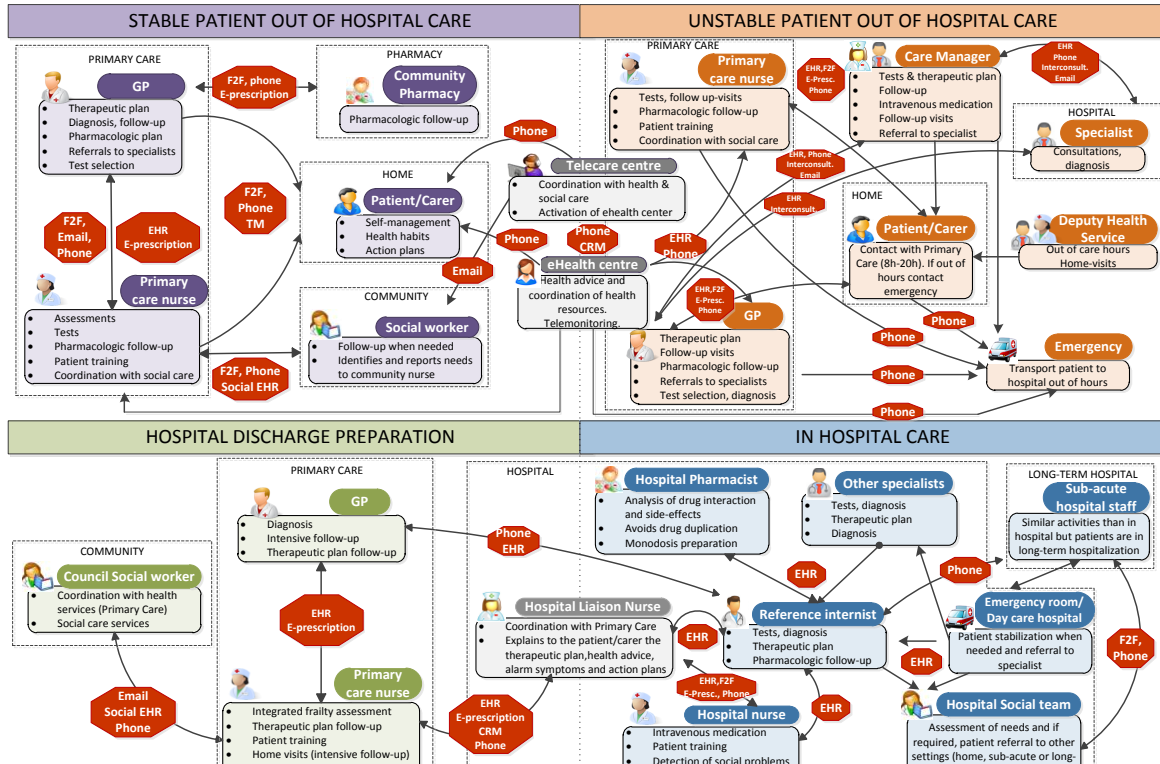 STABLE PATIENT OUT OF HOSPITAL CARE
PRIMARY CARE
GP
Therapeutic plan
Diagnosis, follow-up
Pharmacologic plan
Referrals to specialists
Test selection
F2F, phone
E-prescription
PHARMACY
Community
Pharmacy
Pharmacologic follow-up
F2F,
Email,
Phone
EHR
E-prescription
F2F,
Phone
TM
HOME
Patient/Carer
Self-management
Health habits
Action plans
Primary
care nurse
Assessments
Tests
Pharmacologic follow-up
Patient training
Coordination with social care
COMMUNITY
Social worker
Follow-up when needed
Identifies and reports needs
to community nurse
F2F, Phone
Social EHR
Phone
Telecare centre
Coordination with health &
social care
Activation of ehealth center
Phone
Phone
CRM
Email
eHealth centre
Health advice and
coordination of health
resources.
Telemonitoring.
EHR
Phone
UNSTABLE PATIENT OUT OF HOSPITAL CARE
PRIMARY CARE
Primary
care nurse
Tests, follow up-visits
Pharmacologic follow-up
Patient training
Coordination with social care
EHR,F2F
E-Presc.
Phone
Care Manager
Tests & therapeutic plan
Follow-up
Intravenous medication
Follow-up visits
Referral to specialist
EHR
Phone
Interconsult.
Email
HOSPITAL
Specialist
Consultations,
diagnosis
EHR, Phone
Interconsult.
Email
EHR
Interconsult.
HOME
Patient/Carer
Contact with Primary
Care (8h-20h). If out of
hours contact
emergency
Deputy Health
Service
Out of care hours
Home-visits
EHR,F2F
E-Presc.
Phone
GP
Therapeutic plan
Follow-up visits
Pharmacologic follow-up
Referrals to specialists
Test selection, diagnosis
Phone
Phone
Phone
Phone
Emergency
Transport patient to
hospital out of hours
HOSPITAL DISCHARGE PREPARATION
PRIMARY CARE
GP
Diagnosis
Intensive follow-up
Therapeutic plan follow-up
COMMUNITY
Council Social worker
Coordination with health
services (Primary Care)
Social care services
EHR
E-prescription
Email
Social EHR
Phone
Primary
care nurse
Integrated frailty assessment
Therapeutic plan follow-up
Patient training
Home visits (intensive follow-up)
HOSPITAL
Phone
EHR
Hospital Liaison Nurse
Coordination with Primary Care
Explains to the patient/carer the
therapeutic plan,health advice,
alarm symptoms and action plans
EHR
E-prescription
CRM
Phone
IN HOSPITAL CARE
Hospital Pharmacist
Analysis of drug interaction
and side-effects
Avoids drug duplication
Monodosis preparation
Other specialists
Tests, diagnosis
Therapeutic plan
Diagnosis
LONG-TERM HOSPITAL
Sub-acute
hospital staff
Similar activities than in
hospital but patients are in
long-term hospitalization
EHR
Phone
Reference internist
Tests, diagnosis
Therapeutic plan
Pharmacologic follow-up
EHR
Emergency room/
Day care hospital
Patient stabilization when
needed and referral to
specialist
EHR
F2F,
Phone
EHR,F2F
E-Presc., Phone
EHR
Hospital nurse
Intravenous medication
Patient training
Detection of social problems
Hospital Social team
Assessment of needs and if
required, patient referral to other
settings (home, sub-acute or long-